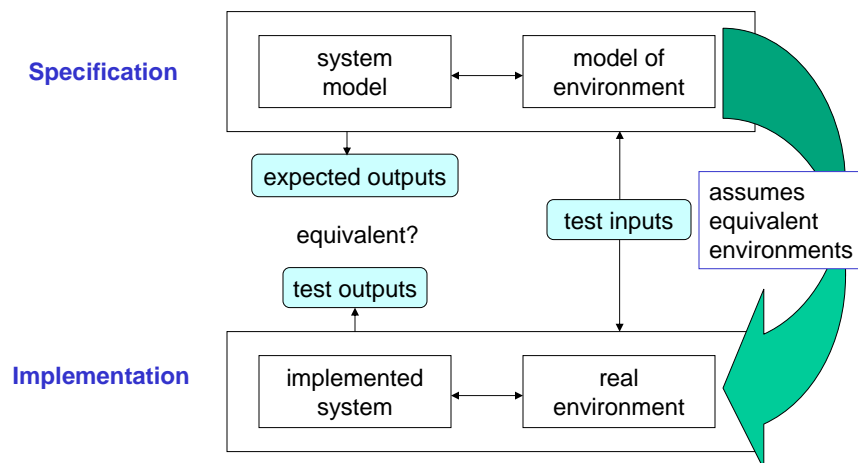 Specification
system
model
model of
environment
expected outputs
equivalent?
test outputs
test inputs
assumes
equivalent
environments
Implementation
implemented
system
real
environment